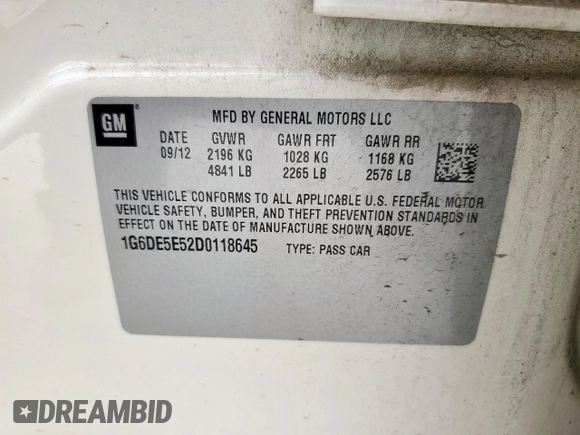 GM
MFD BY GENERAL MOTORS LLC
DATE GVWR GAWR FRT GAWR RR
09/12 2196 KG 1028 KG 1168 KG
4841 LB 2265 LB 2576 LB
THIS VEHICLE CONFORMS TO ALL APPLICABLE U.S. FEDERAL MOTOR
VEHICLE SAFETY, BUMPER, AND THEFT PREVENTION STANDARDS IN
EFFECT ON THE DATE OF MANUFACTURE SHOWN ABOVE.
1G6DE5E52D0118645 TYPE: PASS CAR
DREAMBID